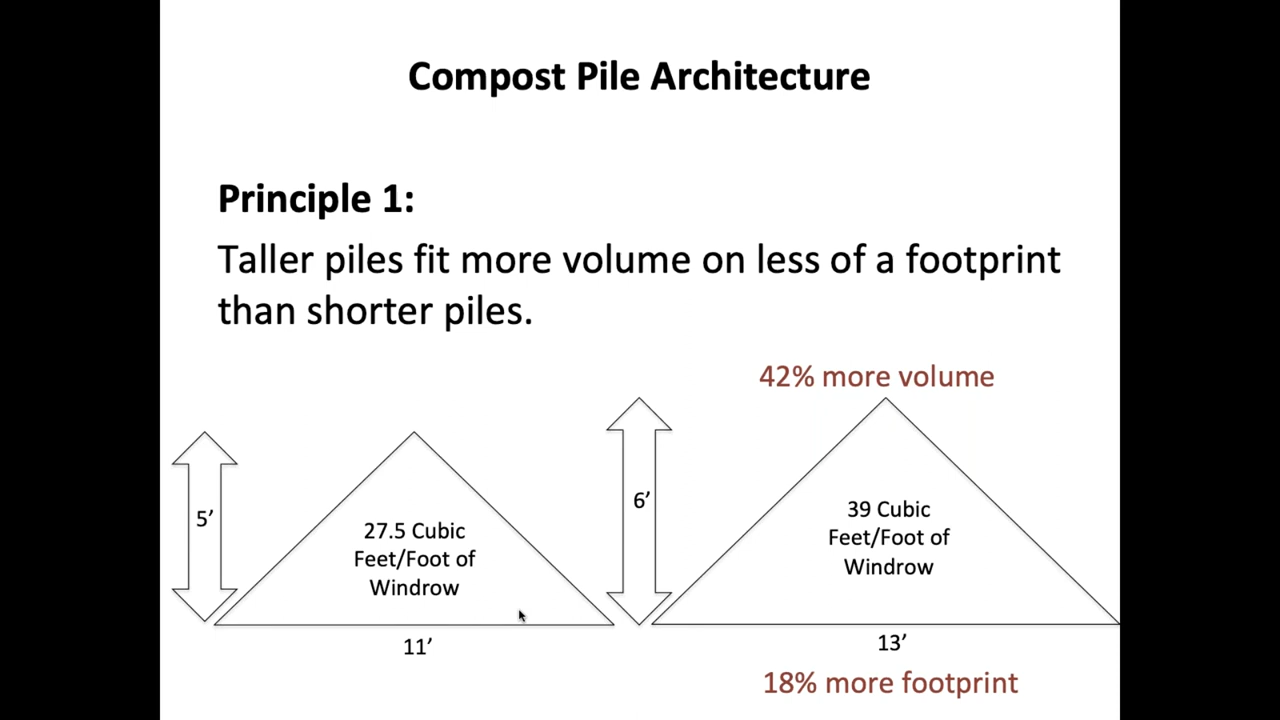 Compost Pile Architecture
Principle 1:
Taller piles fit more volume on less of a footprint
than shorter piles.
42% more volume
5’
27.5 Cubic
Feet/Foot of
Windrow
11’
6’
39 Cubic
Feet/Foot of
Windrow
13’
18% more footprint